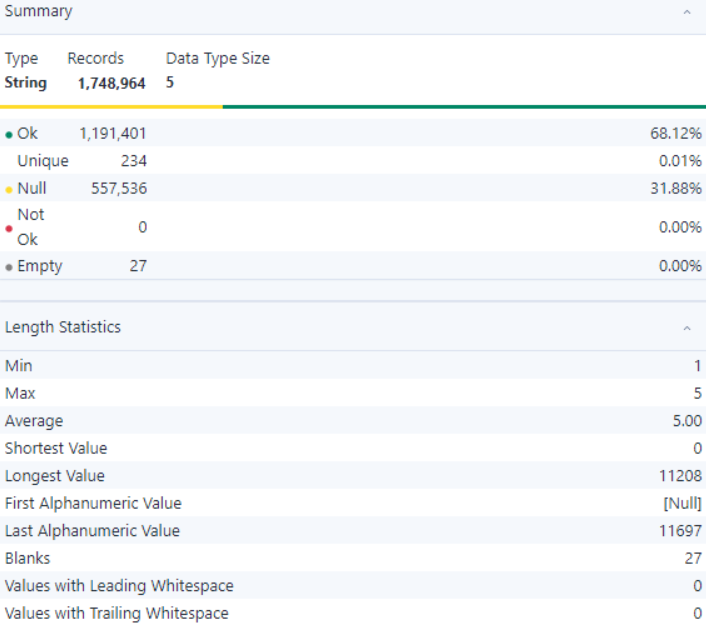 Summary
Type Records Data Type Size
String 1,748,964 5
Ok 1,191,401 68.12%
Unique 234 0.01%
Null 557,536 31.88%
Not
Ok 0 0.00%
Empty 27 0.00%
Length Statistics
Min 1
Max 5
Average 5.00
Shortest Value 0
Longest Value 11208
First Alphanumeric Value [Null]
Last Alphanumeric Value 11697
Blanks 27
Values with Leading Whitespace 0
Values with Trailing Whitespace 0